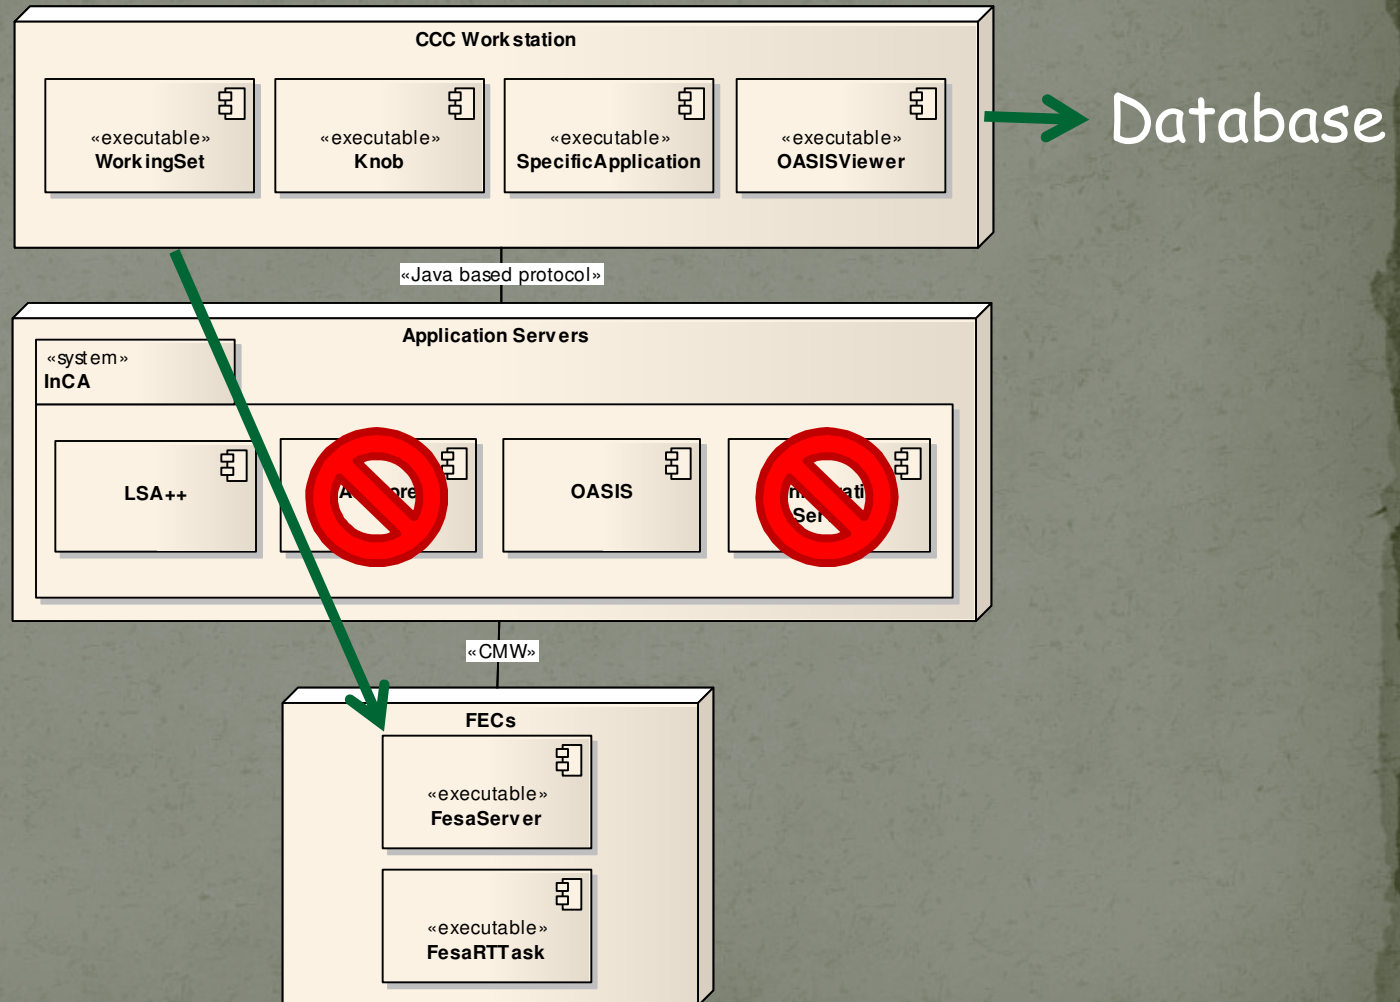 CCC Workstation
«executable»
WorkingSet
«executable»
Knob
«executable»
SpecificApplication
«executable»
OASISViewer
Database
«Java based protocol»
Application Servers
«system»
InCA
LSA++
OASIS
«CMW»
FECs
«executable»
FesaServer
«executable»
FesaRTTask